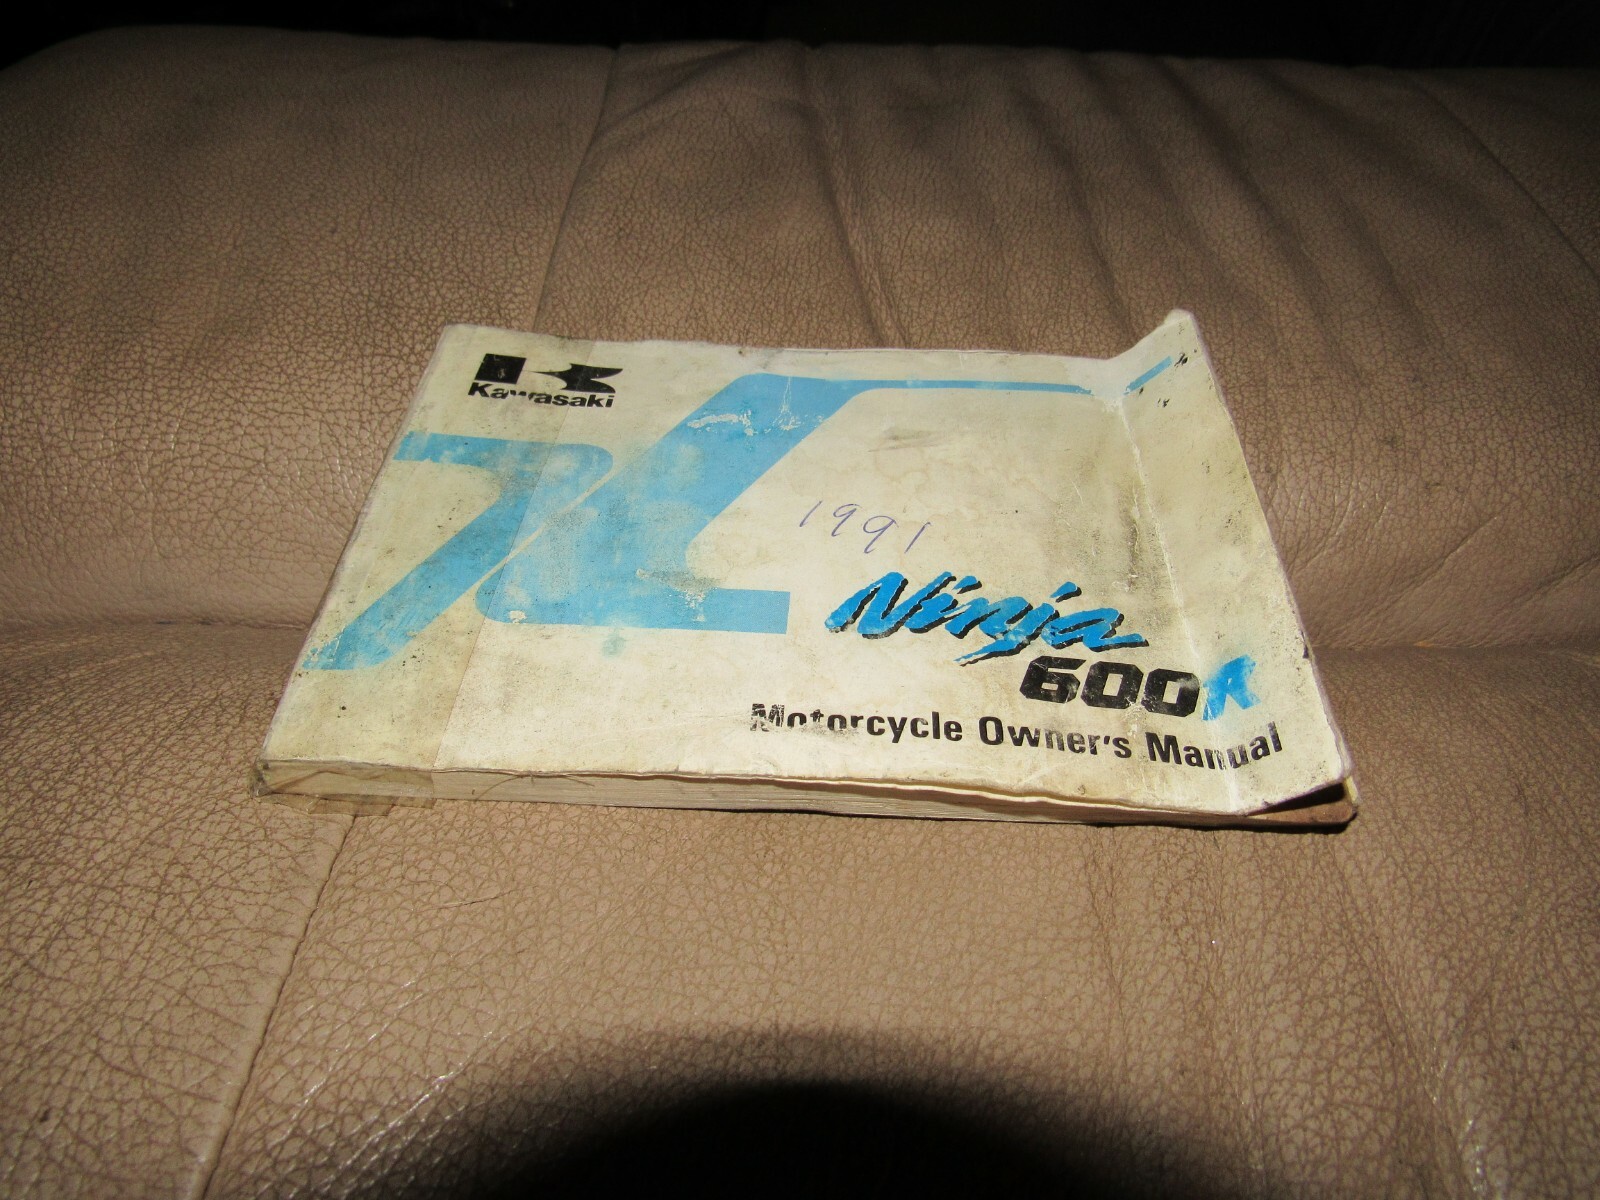 Kawasaki
1991
Ninja
600R
Motorcycle Owner's Manual